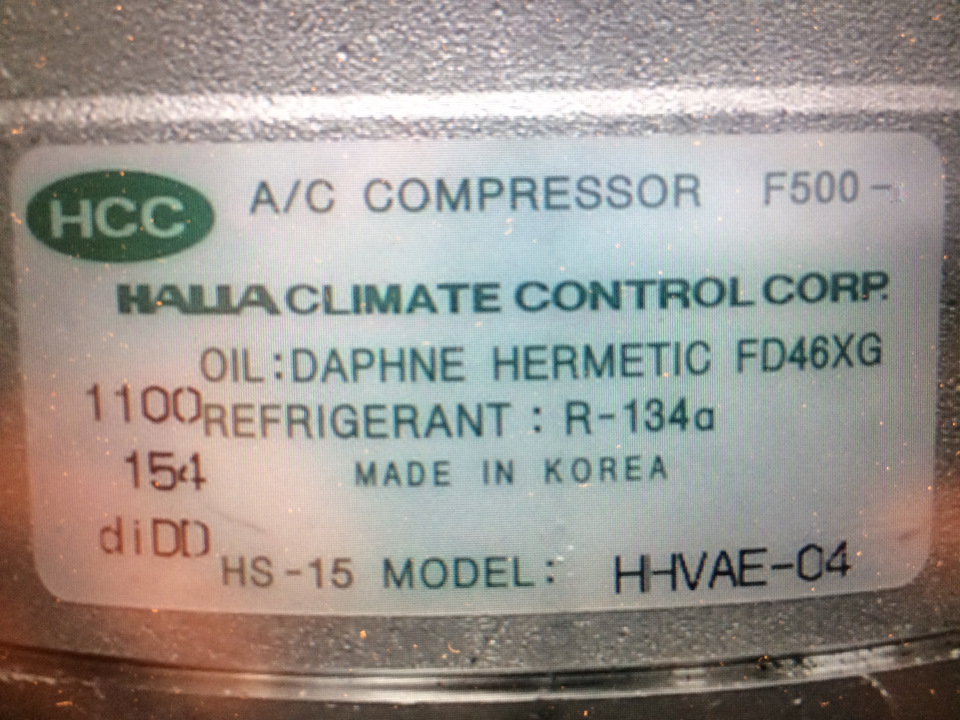 HCC A/C COMPRESSOR F500-
HALLA CLIMATE CONTROL CORP.
OIL:DAPHNE HERMETIC FD46XG
1100 REFRIGERANT : R-134a
154 MADE IN KOREA
diDD
HS-15 MODEL: HHVAE-04